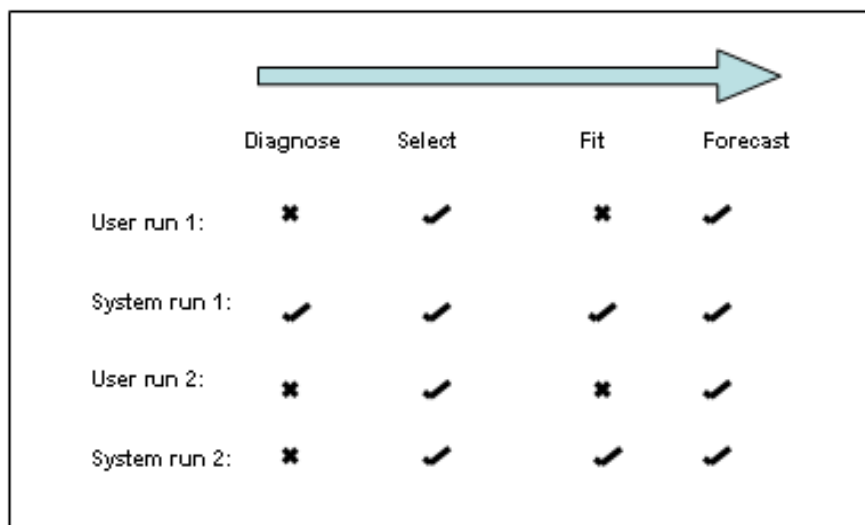 Diagnose Select Fit Forecast
User run 1: ✖ ✔ ✖ ✔
System run 1: ✔ ✔ ✔ ✔
User run 2: ✖ ✔ ✖ ✔
System run 2: ✖ ✔ ✔ ✔